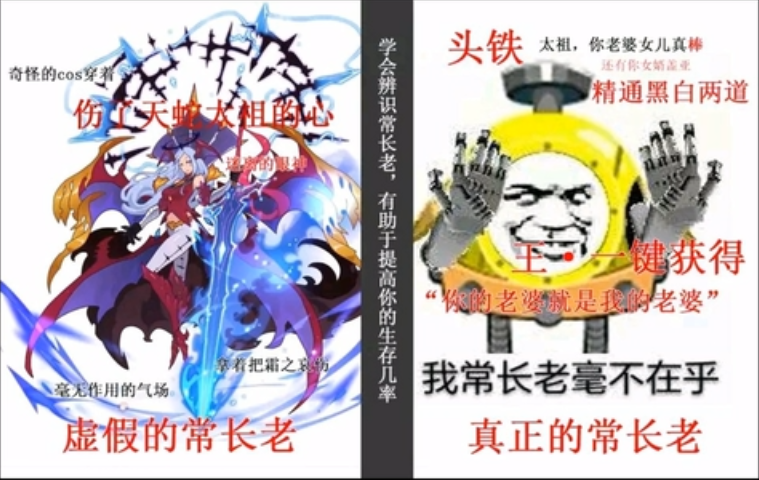 奇怪的cos穿着
伤了天蛇太祖的心
迷离的眼神
拿着把霜之哀伤
毫无作用的气场
虚假的常长老
学会辨识常长老，有助于提高你的生存几率
头铁
太祖，你老婆女儿真棒
还有你女婿盖亚
精通黑白两道
王·一键获得
“你的老婆就是我的老婆”
我常长老毫不在乎
真正的常长老